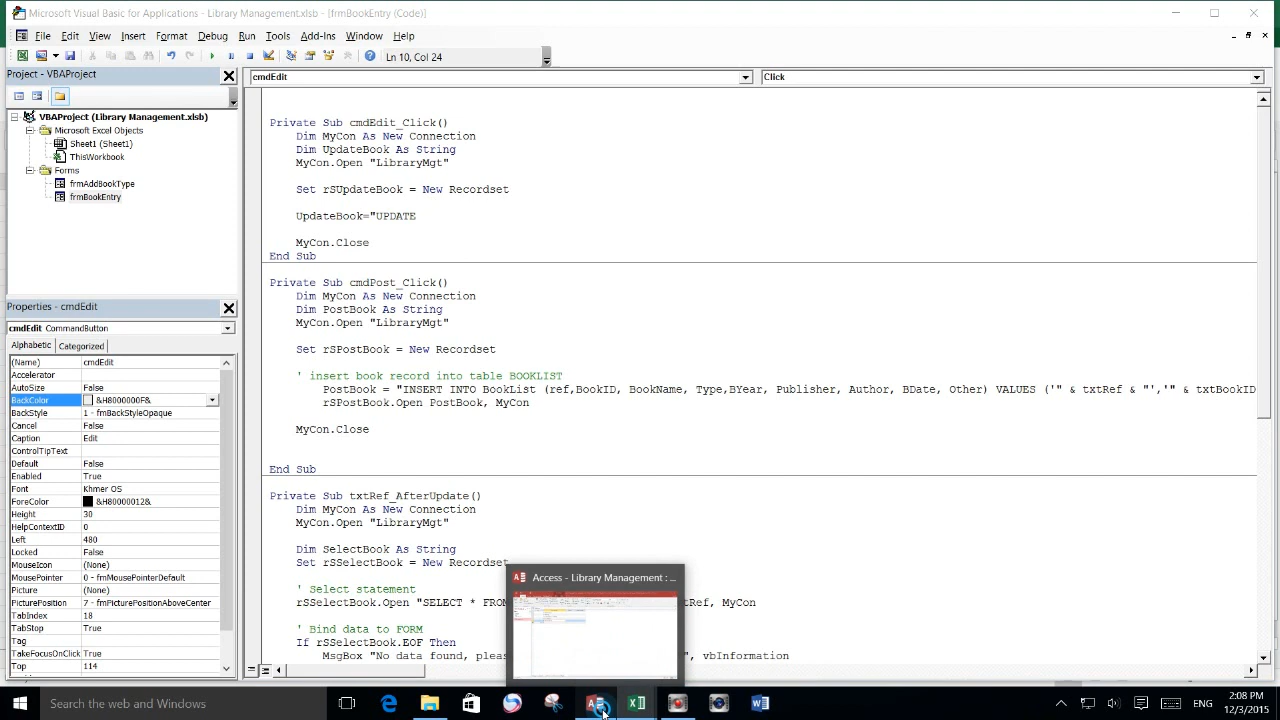 Microsoft Visual Basic for Applications - Library Management.xlsb - [frmBookEntry (Code)]
File Edit View Insert Format Debug Run Tools Add-Ins Window Help
Ln 10, Col 24
Project - VBAProject
cmdEdit
Click
VBAProject (Library Management.xlsb)
Microsoft Excel Objects
Sheet1 (Sheet1)
ThisWorkbook
Forms
frmAddBookType
frmBookEntry
Private Sub cmdEdit_Click()
Dim MyCon As New Connection
Dim UpdateBook As String
MyCon.Open "LibraryMgt"
Set rSUpdateBook = New Recordset
UpdateBook="UPDATE
MyCon.Close
End Sub
Private Sub cmdPost_Click()
Dim MyCon As New Connection
Dim PostBook As String
MyCon.Open "LibraryMgt"
Set rSPostBook = New Recordset
' insert book record into table BOOKLIST
PostBook = "INSERT INTO BookList (ref,BookID, BookName, Type,BYear, Publisher, Author, BDate, Other) VALUES ('" & txtRef & "','" & txtBookID
rSPostBook.Open PostBook, MyCon
MyCon.Close
End Sub
Private Sub txtRef_AfterUpdate()
Dim MyCon As New Connection
MyCon.Open "LibraryMgt"
Dim SelectBook As String
Set rSSelectBook = New Recordset
' Select statement
rSSelectBook.Open "SELECT * FROM tRef, MyCon
' Bind data to FORM
If rSSelectBook.EOF Then
MsgBox "No data found, pleas ", vbInformation
Properties - cmdEdit
cmdEdit CommandButton
Alphabetic Categorized
(Name) cmdEdit
Accelerator
AutoSize False
BackColor &H8000000F&
BackStyle 1 - fmBackStyleOpaque
Cancel False
Caption Edit
ControlTipText
Default False
Enabled True
Font Khmer OS
ForeColor &H80000012&
Height 30
HelpContextID 0
Left 480
Locked False
MouseIcon (None)
MousePointer 0 - fmMousePointerDefault
Picture (None)
PicturePosition 7 - fmPicturePositionAboveCenter
TabIndex 18
TabStop True
Tag
TakeFocusOnClick True
Top 114
Access - Library Management : ...
Search the web and Windows
ENG
2:08 PM
12/3/2015